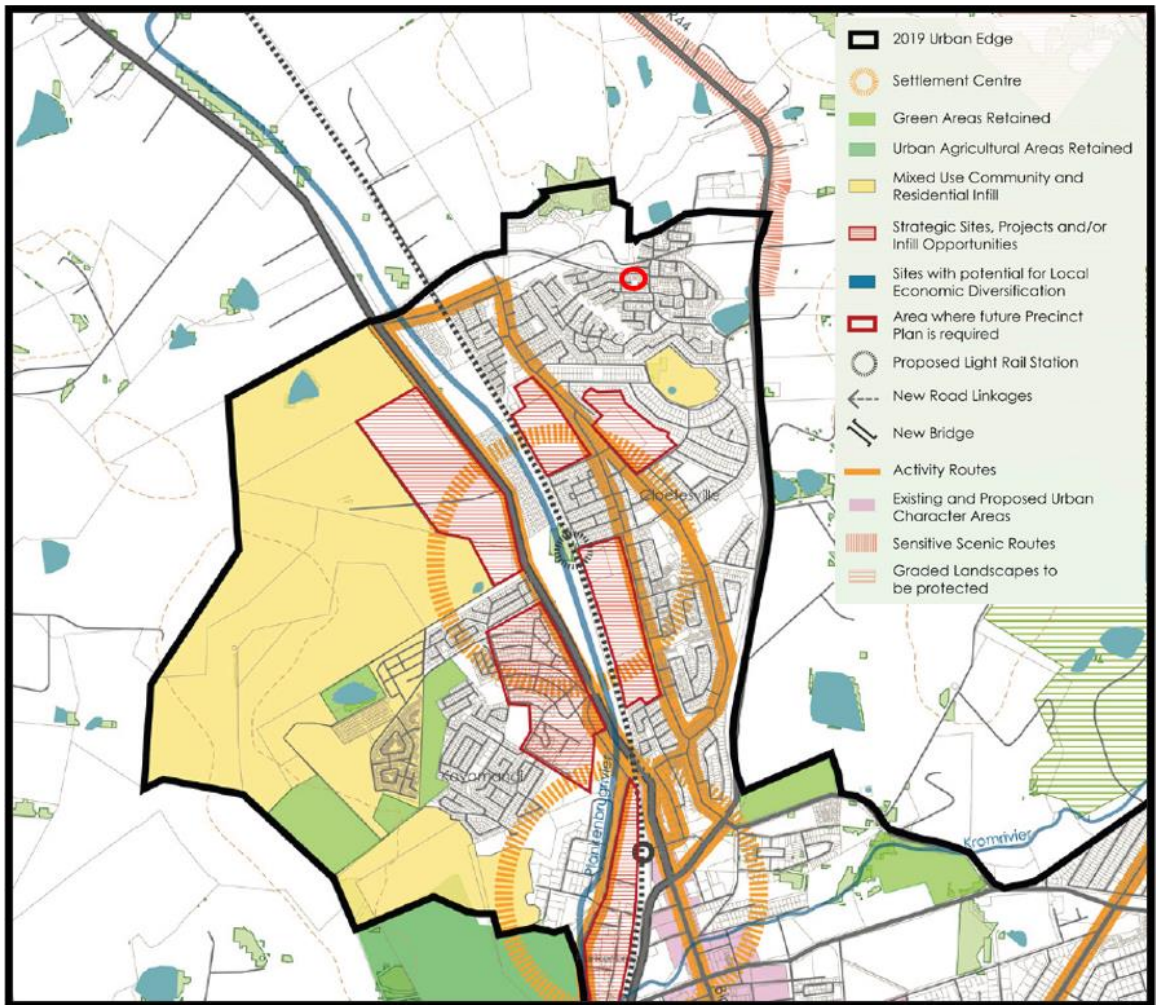 R44
2019 Urban Edge
Settlement Centre
Green Areas Retained
Urban Agricultural Areas Retained
Mixed Use Community and
Residential Infill
Strategic Sites, Projects and/or
Infill Opportunities
Sites with potential for Local
Economic Diversification
Area where future Precinct
Plan is required
Proposed Light Rail Station
New Road Linkages
New Bridge
Activity Routes
Existing and Proposed Urban
Character Areas
Sensitive Scenic Routes
Graded Landscapes to
be protected
Cloetesville
Kayamandi
Plankenbrugrivier
Kromrivier